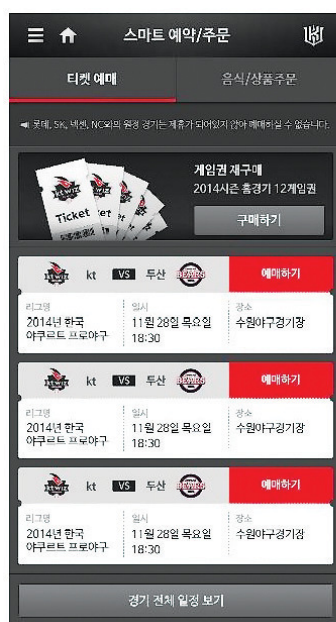 스마트 예약/주문
티켓 예매
음식/상품주문
롯데, SK, 넥센, NC와의 원정 경기는 제휴가 되어있지 않아 예매하실 수 없습니다.
게임권 재구매
2014시즌 홈경기 12게임권
Ticket
구매하기
kt VS 두산 BEARS 예매하기
리그명 일시 장소
2014년 한국 11월 28일 목요일 수원야구경기장
야쿠르트 프로야구 18:30
kt VS 두산 BEARS 예매하기
리그명 일시 장소
2014년 한국 11월 28일 목요일 수원야구경기장
야쿠르트 프로야구 18:30
kt VS 두산 BEARS 예매하기
리그명 일시 장소
2014년 한국 11월 28일 목요일 수원야구경기장
야쿠르트 프로야구 18:30
경기 전체 일정 보기